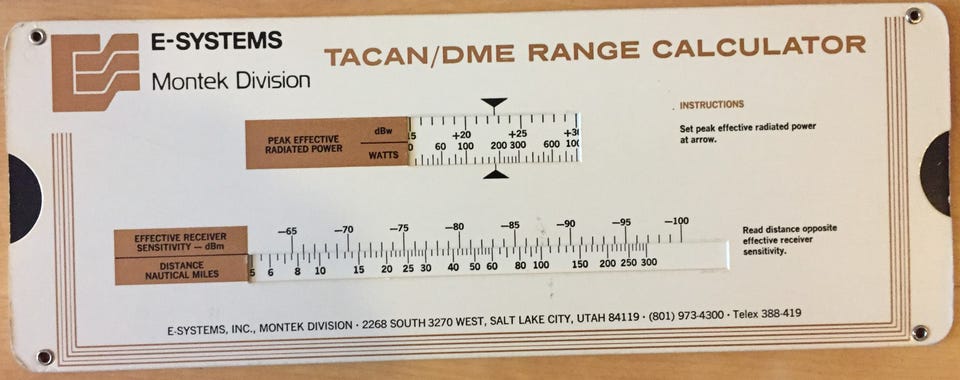 E-SYSTEMS
Montek Division
TACAN/DME RANGE CALCULATOR
INSTRUCTIONS
Set peak effective radiated power
at arrow.
PEAK EFFECTIVE
RADIATED POWER
dBw
+20 +25
WATTS
60 100 200 300 600
EFFECTIVE RECEIVER
SENSITIVITY — dBm
—65 —70 —75 —80 —85 —90 —95 —100
DISTANCE
NAUTICAL MILES
5 6 8 10 15 20 25 30 40 50 60 80 100 150 200 250 300
Read distance opposite
effective receiver
sensitivity.
E-SYSTEMS, INC., MONTEK DIVISION · 2268 SOUTH 3270 WEST, SALT LAKE CITY, UTAH 84119 · (801) 973-4300 · Telex 388-419